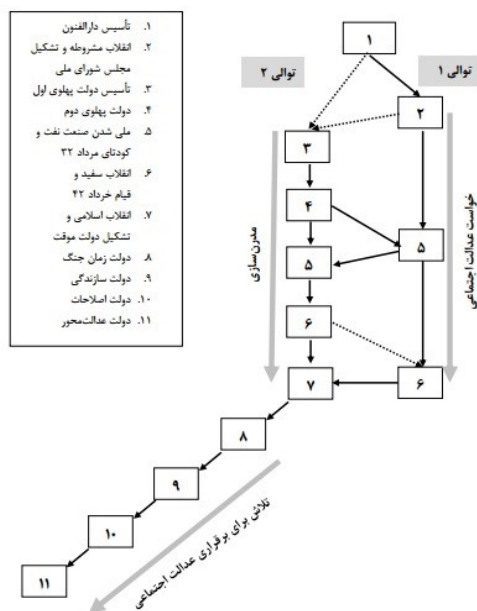 ۱. تأسیس دارالفنون
۲. انقلاب مشروطه و تشکیل
مجلس شورای ملی
۳. تأسیس دولت پهلوی اول
۴. دولت پهلوی دوم
۵. ملی شدن صنعت نفت و
کودتای مرداد ۳۲
۶. انقلاب سفید و
قیام خرداد ۴۲
۷. انقلاب اسلامی و
تشکیل دولت موقت
۸. دولت زمان جنگ
۹. دولت سازندگی
۱۰. دولت اصلاحات
۱۱. دولت عدالت‌محور
۱
توالی ۱
توالی ۲
۲
۳
۴
۵
۵
۶
۶
۷
خواست عدالت اجتماعی
مدرن‌سازی
۸
۹
۱۰
۱۱
تلاش برای برقراری عدالت اجتماعی